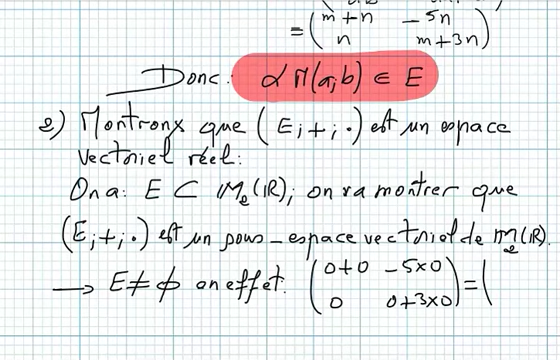 = (m+n -5n
n m+3n)
Donc: α M(a,b) ∈ E
2) Montronx que (E;+;.) est un espace
vectoriel réel:
On a: E ⊂ M₂(ℝ); on va montrer que
(E;+;.) est un sous-espace vectoriel de M₂(ℝ).
→ E ≠ ∅ en effet: (0+0 -5×0
0 0+3×0) = (